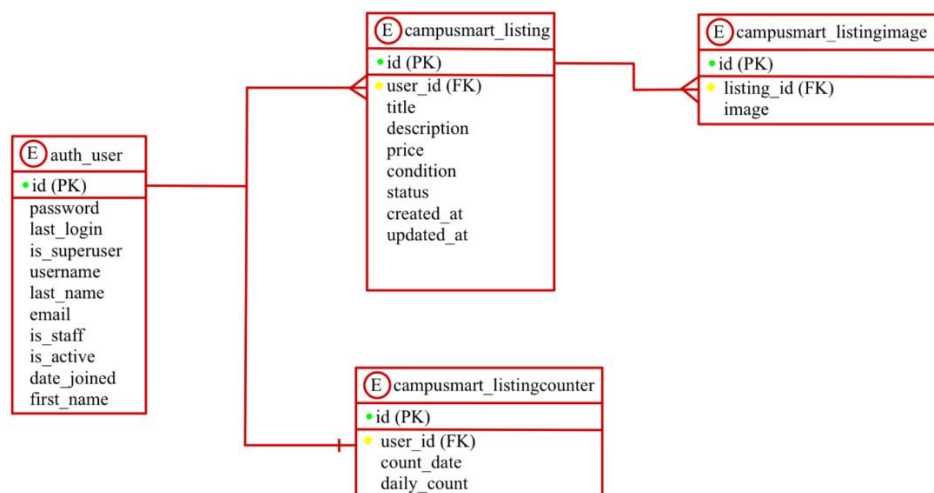 E auth_user
id (PK)
password
last_login
is_superuser
username
last_name
email
is_staff
is_active
date_joined
first_name
E campusmart_listing
id (PK)
user_id (FK)
title
description
price
condition
status
created_at
updated_at
E campusmart_listingimage
id (PK)
listing_id (FK)
image
E campusmart_listingcounter
id (PK)
user_id (FK)
count_date
daily_count